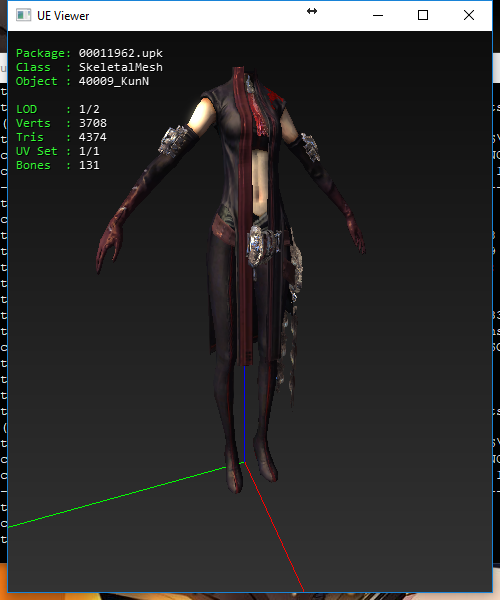 UE Viewer
Package: 00011962.upk
Class : SkeletalMesh
Object : 40009_KunN
LOD : 1/2
Verts : 3708
Tris : 4374
UV Set : 1/1
Bones : 131